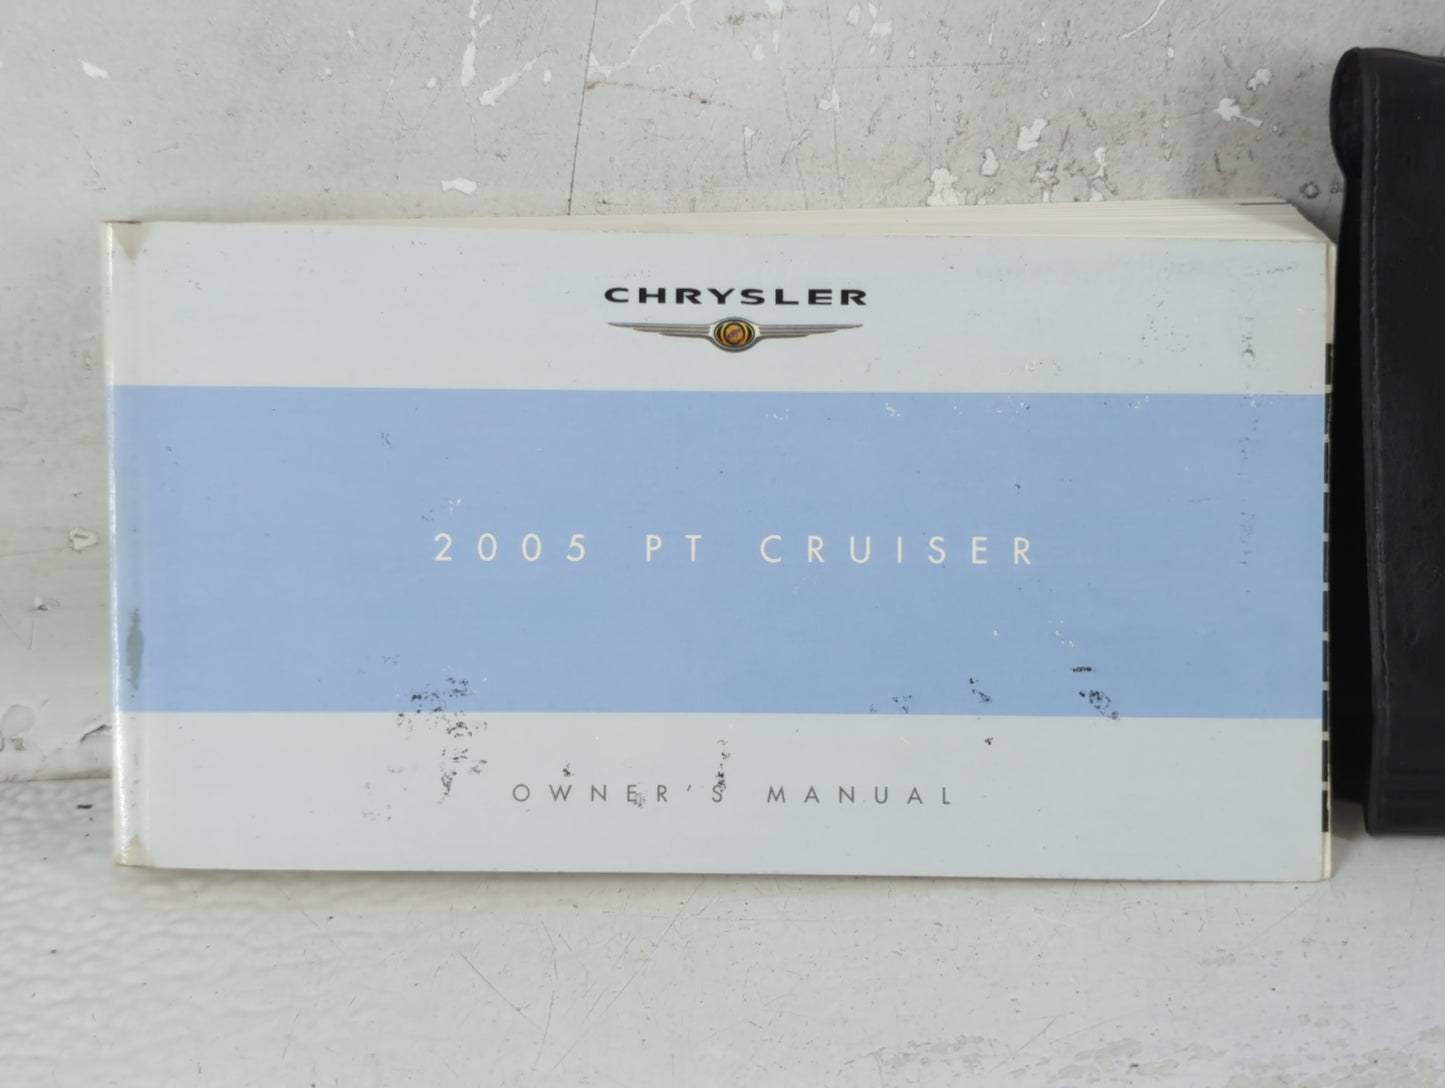 CHRYSLER
2005 PT CRUISER
OWNER'S MANUAL